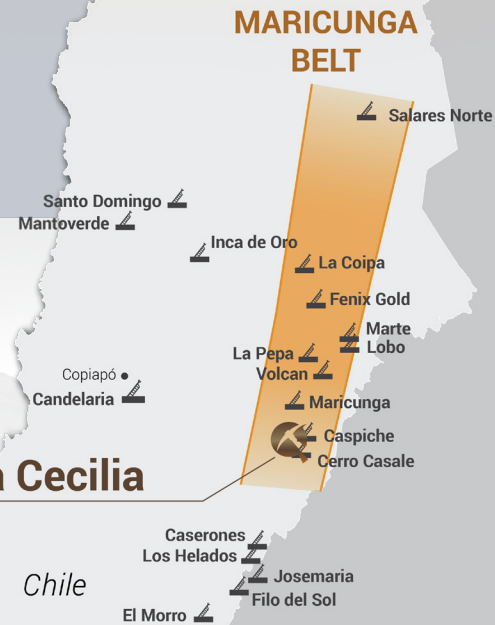 MARICUNGA
BELT
Salares Norte
Santo Domingo
Mantoverde
Inca de Oro
La Coipa
Fenix Gold
Marte
Lobo
La Pepa
Volcan
Copiapó
Candelaria
Maricunga
Caspiche
Cerro Casale
a Cecilia
Caserones
Los Helados
Josemaria
Filo del Sol
Chile
El Morro